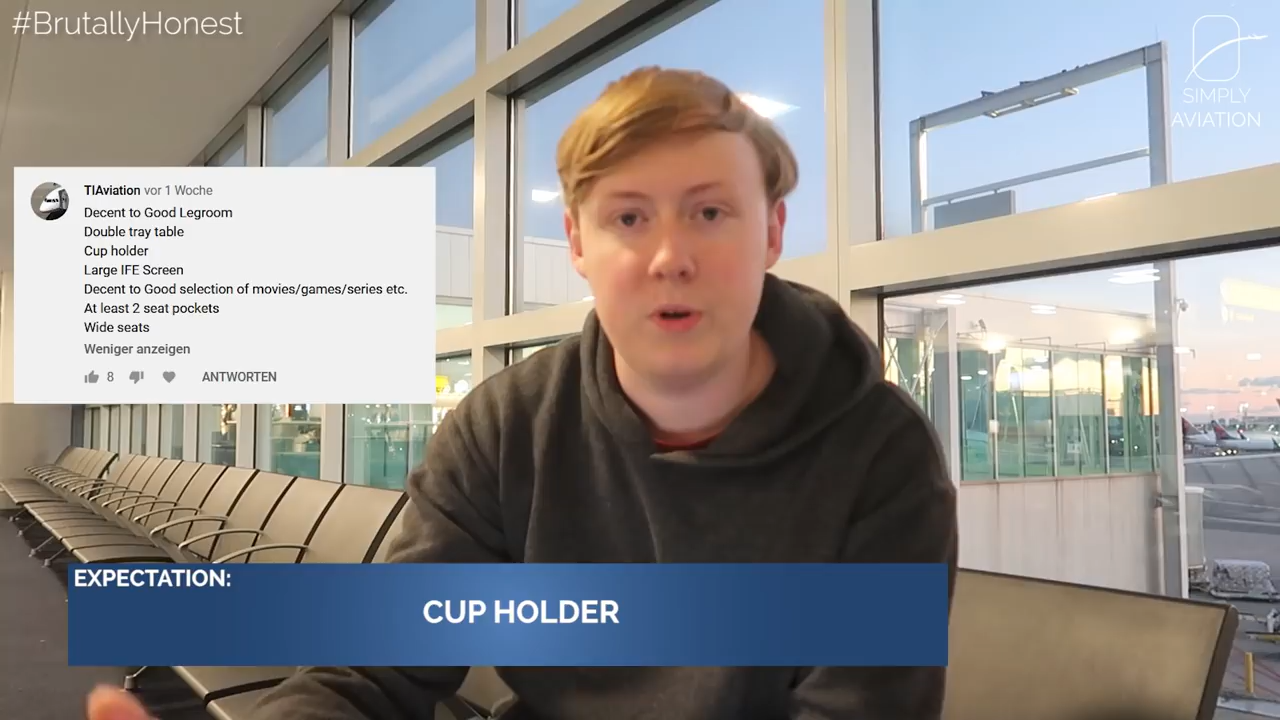 #BrutallyHonest
SIMPLY
AVIATION
TIAviation vor 1 Woche
Decent to Good Legroom
Double tray table
Cup holder
Large IFE Screen
Decent to Good selection of movies/games/series etc.
At least 2 seat pockets
Wide seats
Weniger anzeigen
8 ANTWORTEN
EXPECTATION:
CUP HOLDER